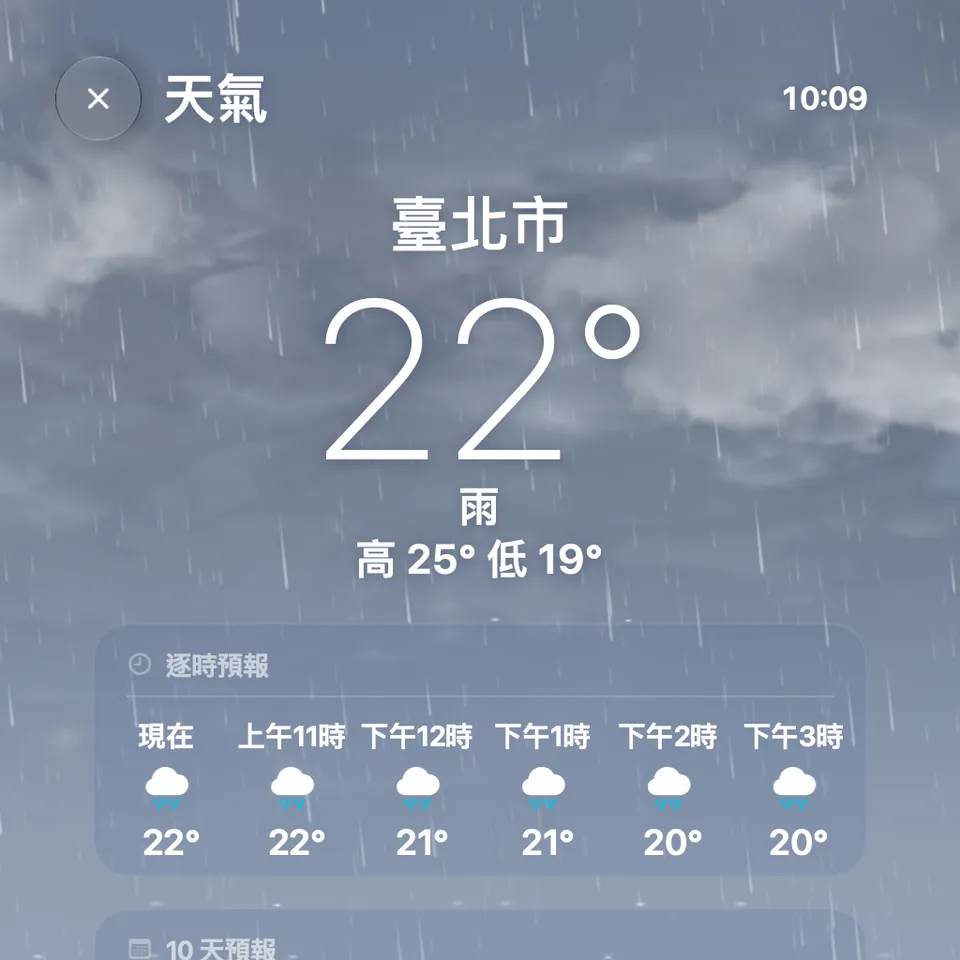 天氣
10:09
臺北市
22°
雨
高 25° 低 19°
逐時預報
現在 上午11時 下午12時 下午1時 下午2時 下午3時
22° 22° 21° 21° 20° 20°
10 天預報